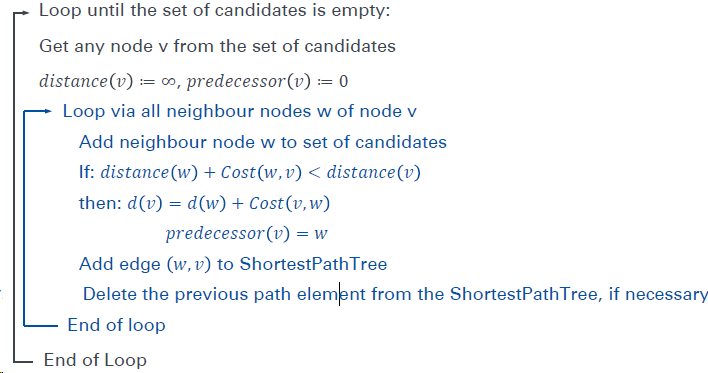 Loop until the set of candidates is empty:
Get any node v from the set of candidates
distance(v) := ∞, predecessor(v) := 0
Loop via all neighbour nodes w of node v
Add neighbour node w to set of candidates
If: distance(w) + Cost(w, v) < distance(v)
then: d(v) = d(w) + Cost(v, w)
predecessor(v) = w
Add edge (w, v) to ShortestPathTree
Delete the previous path element from the ShortestPathTree, if necessary
End of loop
End of Loop